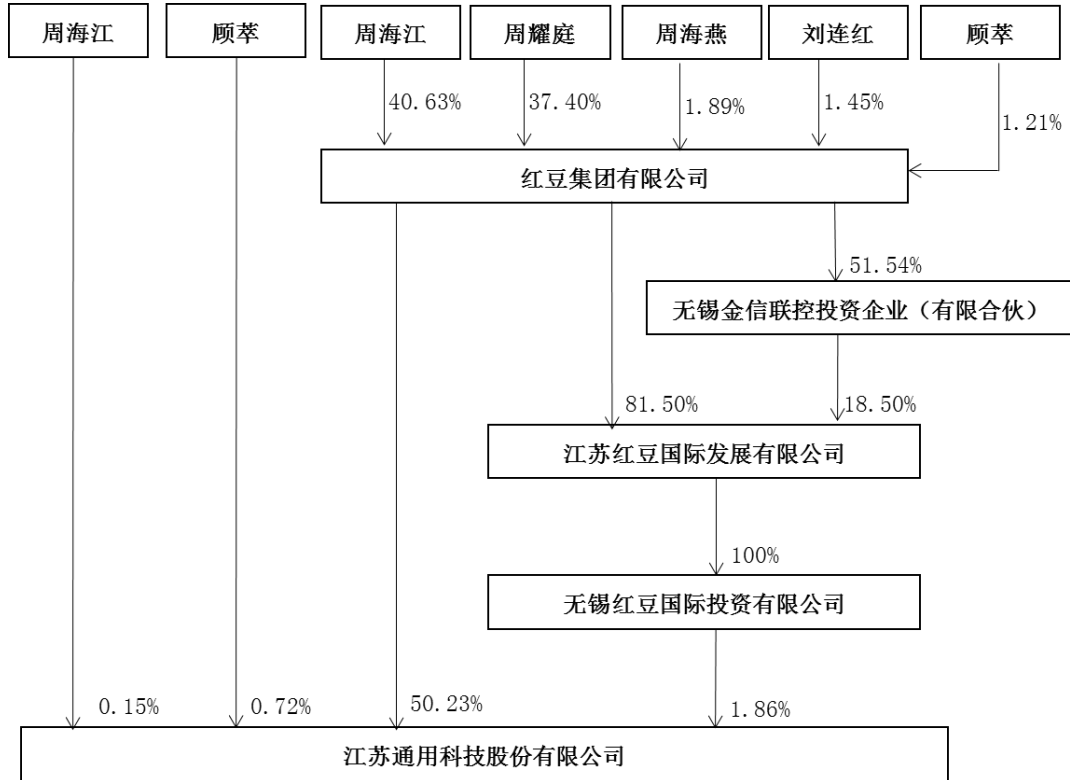 周海江
顾萃
周海江
周耀庭
周海燕
刘连红
顾萃
40.63%
37.40%
1.89%
1.45%
1.21%
红豆集团有限公司
51.54%
无锡金信联控投资企业（有限合伙）
81.50%
18.50%
江苏红豆国际发展有限公司
100%
无锡红豆国际投资有限公司
0.15%
0.72%
50.23%
1.86%
江苏通用科技股份有限公司